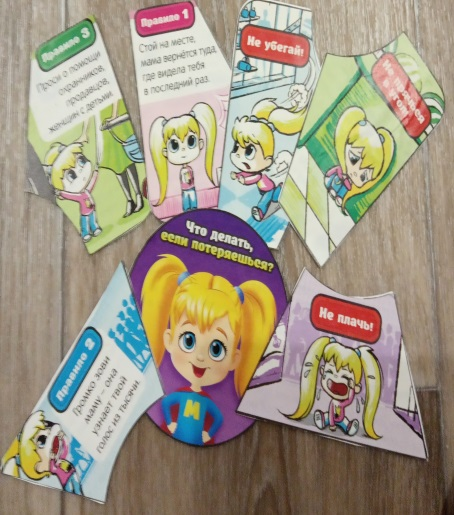 Правило 3
Проси о помощи
охранников,
продавцов,
женщин с детьми.
Правило 1
Стой на месте,
мама вернётся туда,
где видела тебя
в последний раз.
Не убегай!
Не прячься
в угол!
Что делать,
если потеряешься?
М
Правило 2
Громко зови
маму – она
узнает твой
голос из тысячи.
Не плачь!